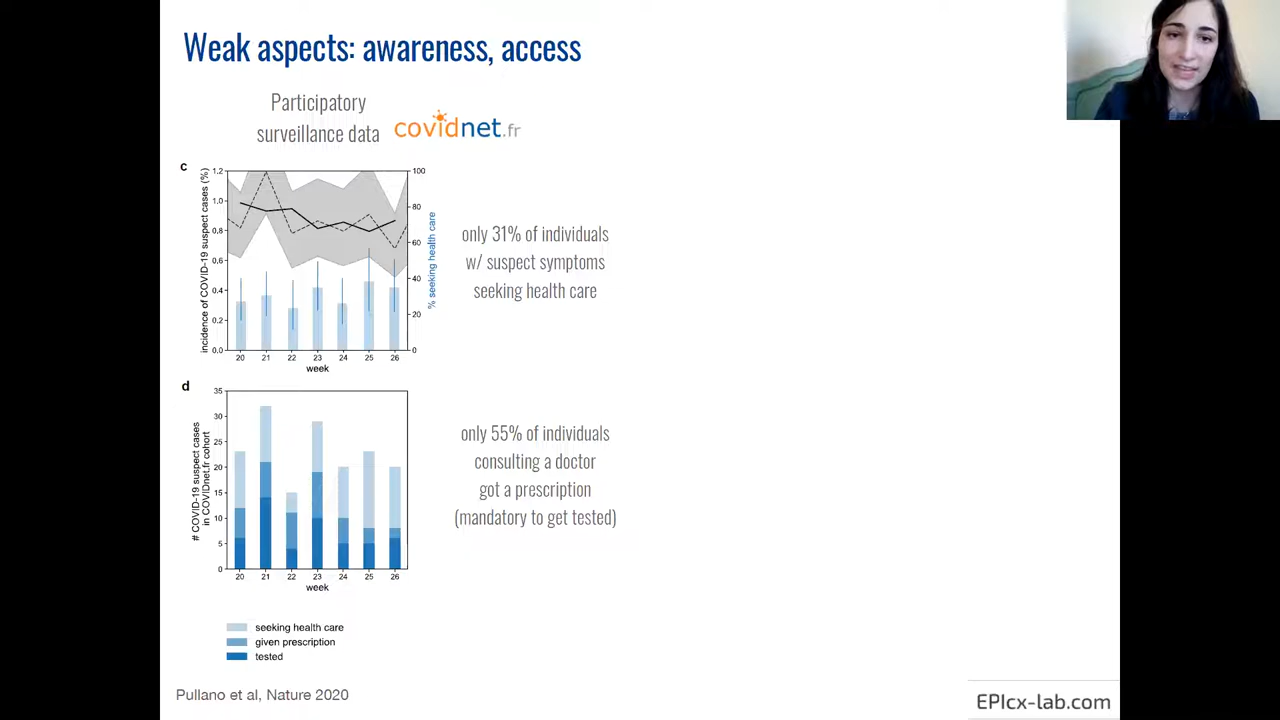 Weak aspects: awareness, access
Participatory
surveillance data
covidnet.fr
c
incidence of COVID-19 suspect cases (%)
1.2
1.0
0.8
0.6
0.4
0.2
0.0
100
80
60
40
20
0
% seeking health care
20 21 22 23 24 25 26
week
only 31% of individuals
w/ suspect symptoms
seeking health care
d
# COVID-19 suspect cases
in COVIDnet.fr cohort
35
30
25
20
15
10
5
0
20 21 22 23 24 25 26
week
only 55% of individuals
consulting a doctor
got a prescription
(mandatory to get tested)
seeking health care
given prescription
tested
Pullano et al, Nature 2020
EPIcx-lab.com